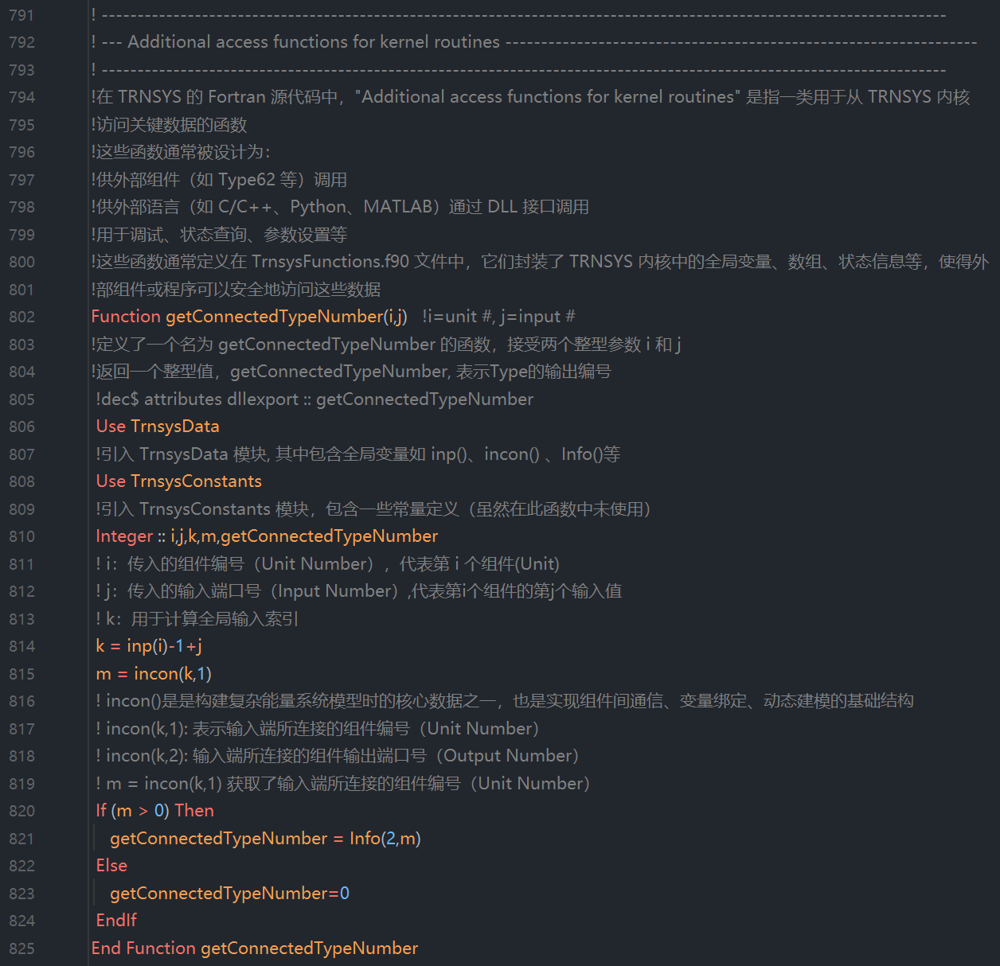 791 ! ----------------------------------------------------------------------------------------------------------------------
792 ! --- Additional access functions for kernel routines ------------------------------------------------------------------
793 ! ----------------------------------------------------------------------------------------------------------------------
794 !在 TRNSYS 的 Fortran 源代码中，"Additional access functions for kernel routines" 是指一类用于从 TRNSYS 内核
795 !访问关键数据的函数
796 !这些函数通常被设计为：
797 !供外部组件（如 Type62 等）调用
798 !供外部语言（如 C/C++、Python、MATLAB）通过 DLL 接口调用
799 !用于调试、状态查询、参数设置等
800 !这些函数通常定义在 TrnsysFunctions.f90 文件中，它们封装了 TRNSYS 内核中的全局变量、数组、状态信息等，使得外
801 !部组件或程序可以安全地访问这些数据
802 Function getConnectedTypeNumber(i,j)   !i=unit #, j=input #
803 !定义了一个名为 getConnectedTypeNumber 的函数，接受两个整型参数 i 和 j
804 !返回一个整型值，getConnectedTypeNumber, 表示Type的输出编号
805  !dec$ attributes dllexport :: getConnectedTypeNumber
806  Use TrnsysData
807  !引入 TrnsysData 模块, 其中包含全局变量如 inp()、incon() 、Info()等
808  Use TrnsysConstants
809  !引入 TrnsysConstants 模块，包含一些常量定义（虽然在此函数中未使用）
810  Integer :: i,j,k,m,getConnectedTypeNumber
811  ! i：传入的组件编号（Unit Number），代表第 i 个组件(Unit)
812  ! j：传入的输入端口号（Input Number）,代表第i个组件的第j个输入值
813  ! k：用于计算全局输入索引
814  k = inp(i)-1+j
815  m = incon(k,1)
816  ! incon()是是构建复杂能量系统模型时的核心数据之一，也是实现组件间通信、变量绑定、动态建模的基础结构
817  ! incon(k,1): 表示输入端所连接的组件编号（Unit Number）
818  ! incon(k,2): 输入端所连接的组件输出端口号（Output Number）
819  ! m = incon(k,1) 获取了输入端所连接的组件编号（Unit Number）
820  If (m > 0) Then
821    getConnectedTypeNumber = Info(2,m)
822  Else
823    getConnectedTypeNumber=0
824  EndIf
825 End Function getConnectedTypeNumber